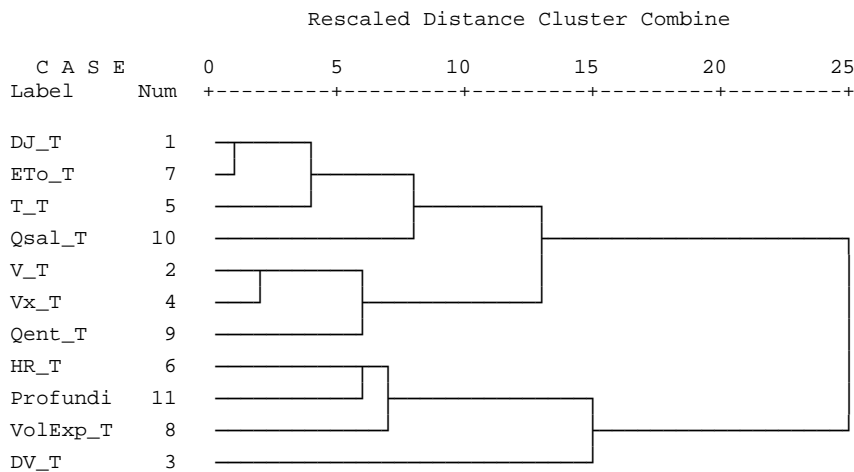 Rescaled Distance Cluster Combine
C A S E 0 5 10 15 20 25
Label Num +---------+---------+---------+---------+---------+
DJ_T 1
ETo_T 7
T_T 5
Qsal_T 10
V_T 2
Vx_T 4
Qent_T 9
HR_T 6
Profundi 11
VolExp_T 8
DV_T 3